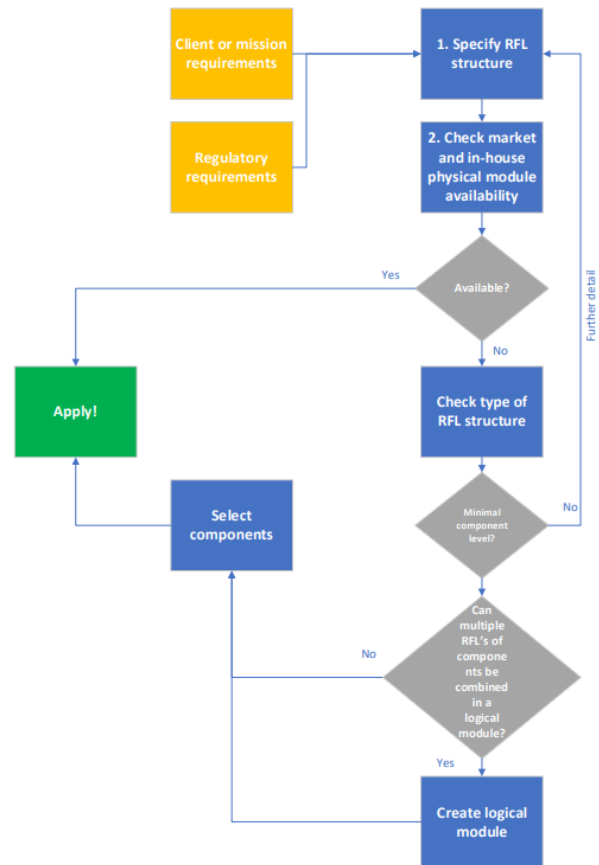 Client or mission
requirements
1. Specify RFL
structure
Regulatory
requirements
2. Check market
and in-house
physical module
availability
Yes
Available?
Further detail
No
Apply!
Check type of
RFL structure
Select
components
Minimal
component
level?
No
Can
multiple
RFL's of
compone
nts be
combined
in a
logical
module?
No
Yes
Create logical
module